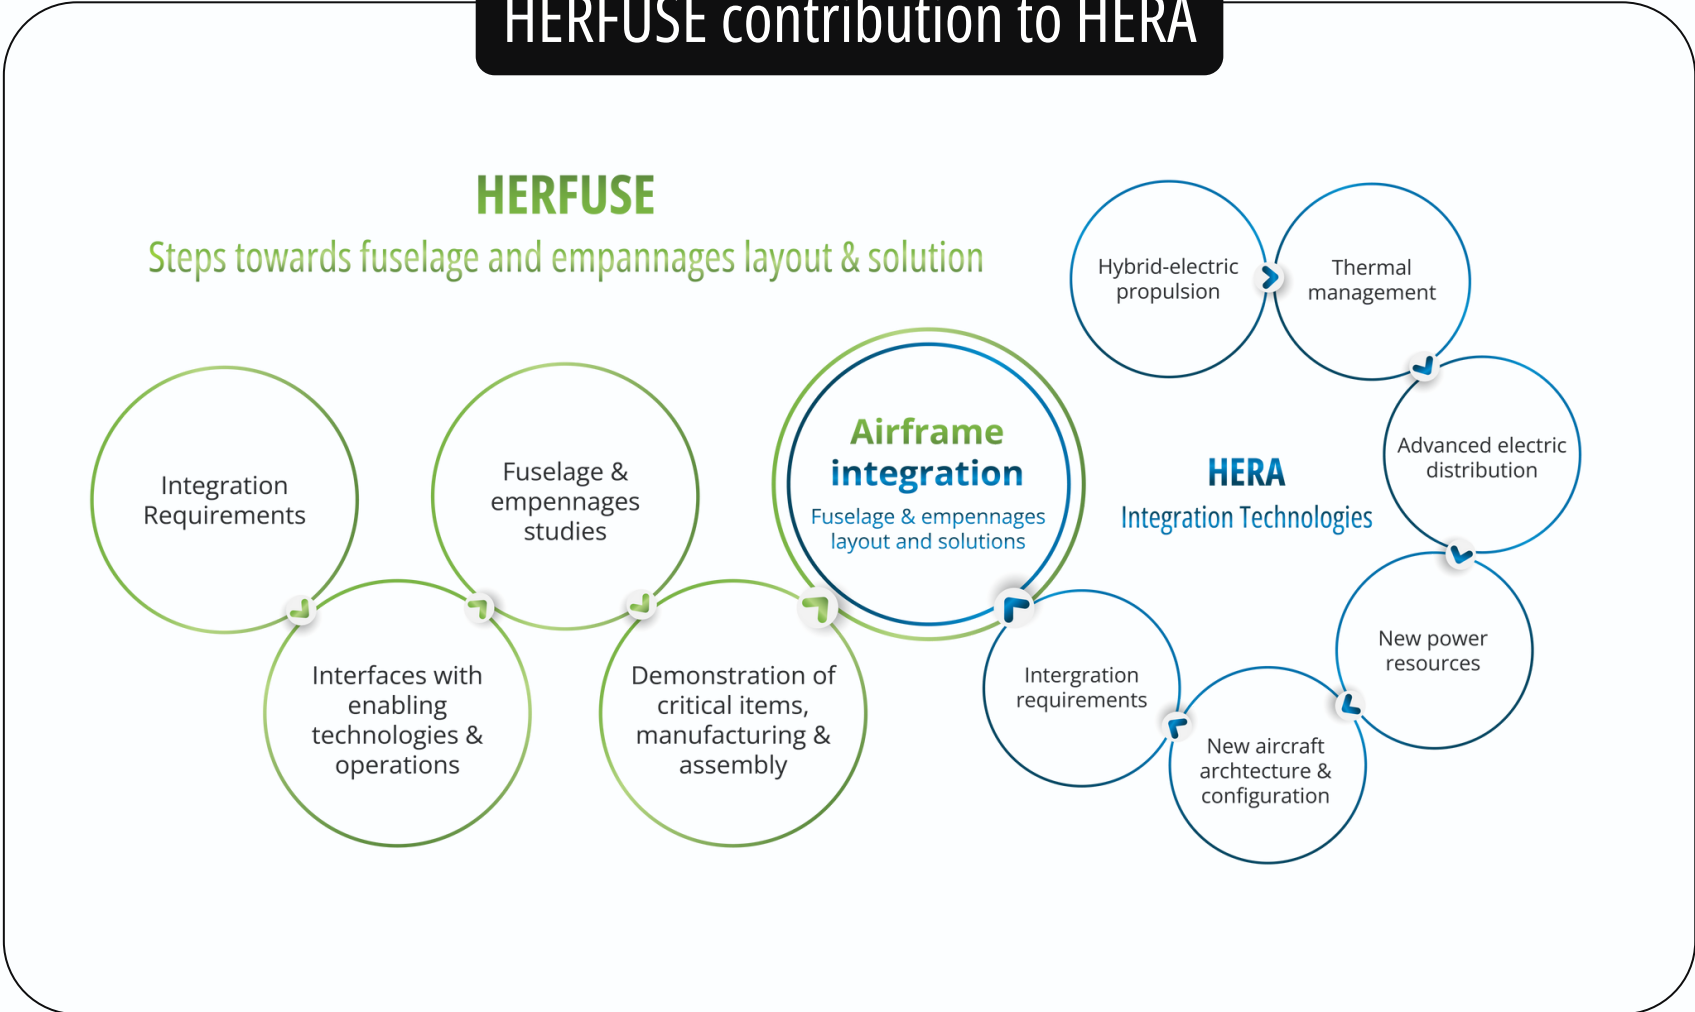 HERFUSE contribution to HERA
HERFUSE
Steps towards fuselage and empannages layout & solution
Integration
Requirements
Interfaces with
enabling
technologies &
operations
Fuselage &
empennages
studies
Demonstration of
critical items,
manufacturing &
assembly
Airframe
integration
Fuselage & empennages
layout and solutions
HERA
Integration Technologies
Hybrid-electric
propulsion
Thermal
management
Advanced electric
distribution
New power
resources
New aircraft
archtecture &
configuration
Intergration
requirements